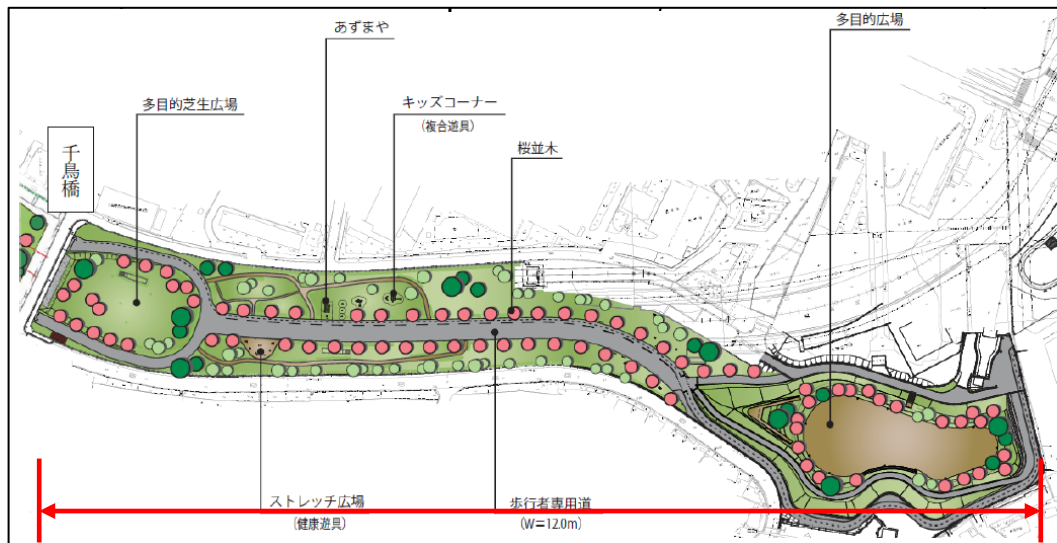 あずまや
多目的広場
多目的芝生広場
キッズコーナー
(複合遊具)
千鳥橋
桜並木
ストレッチ広場
(健康遊具)
歩行者専用道
(W=12.0m)